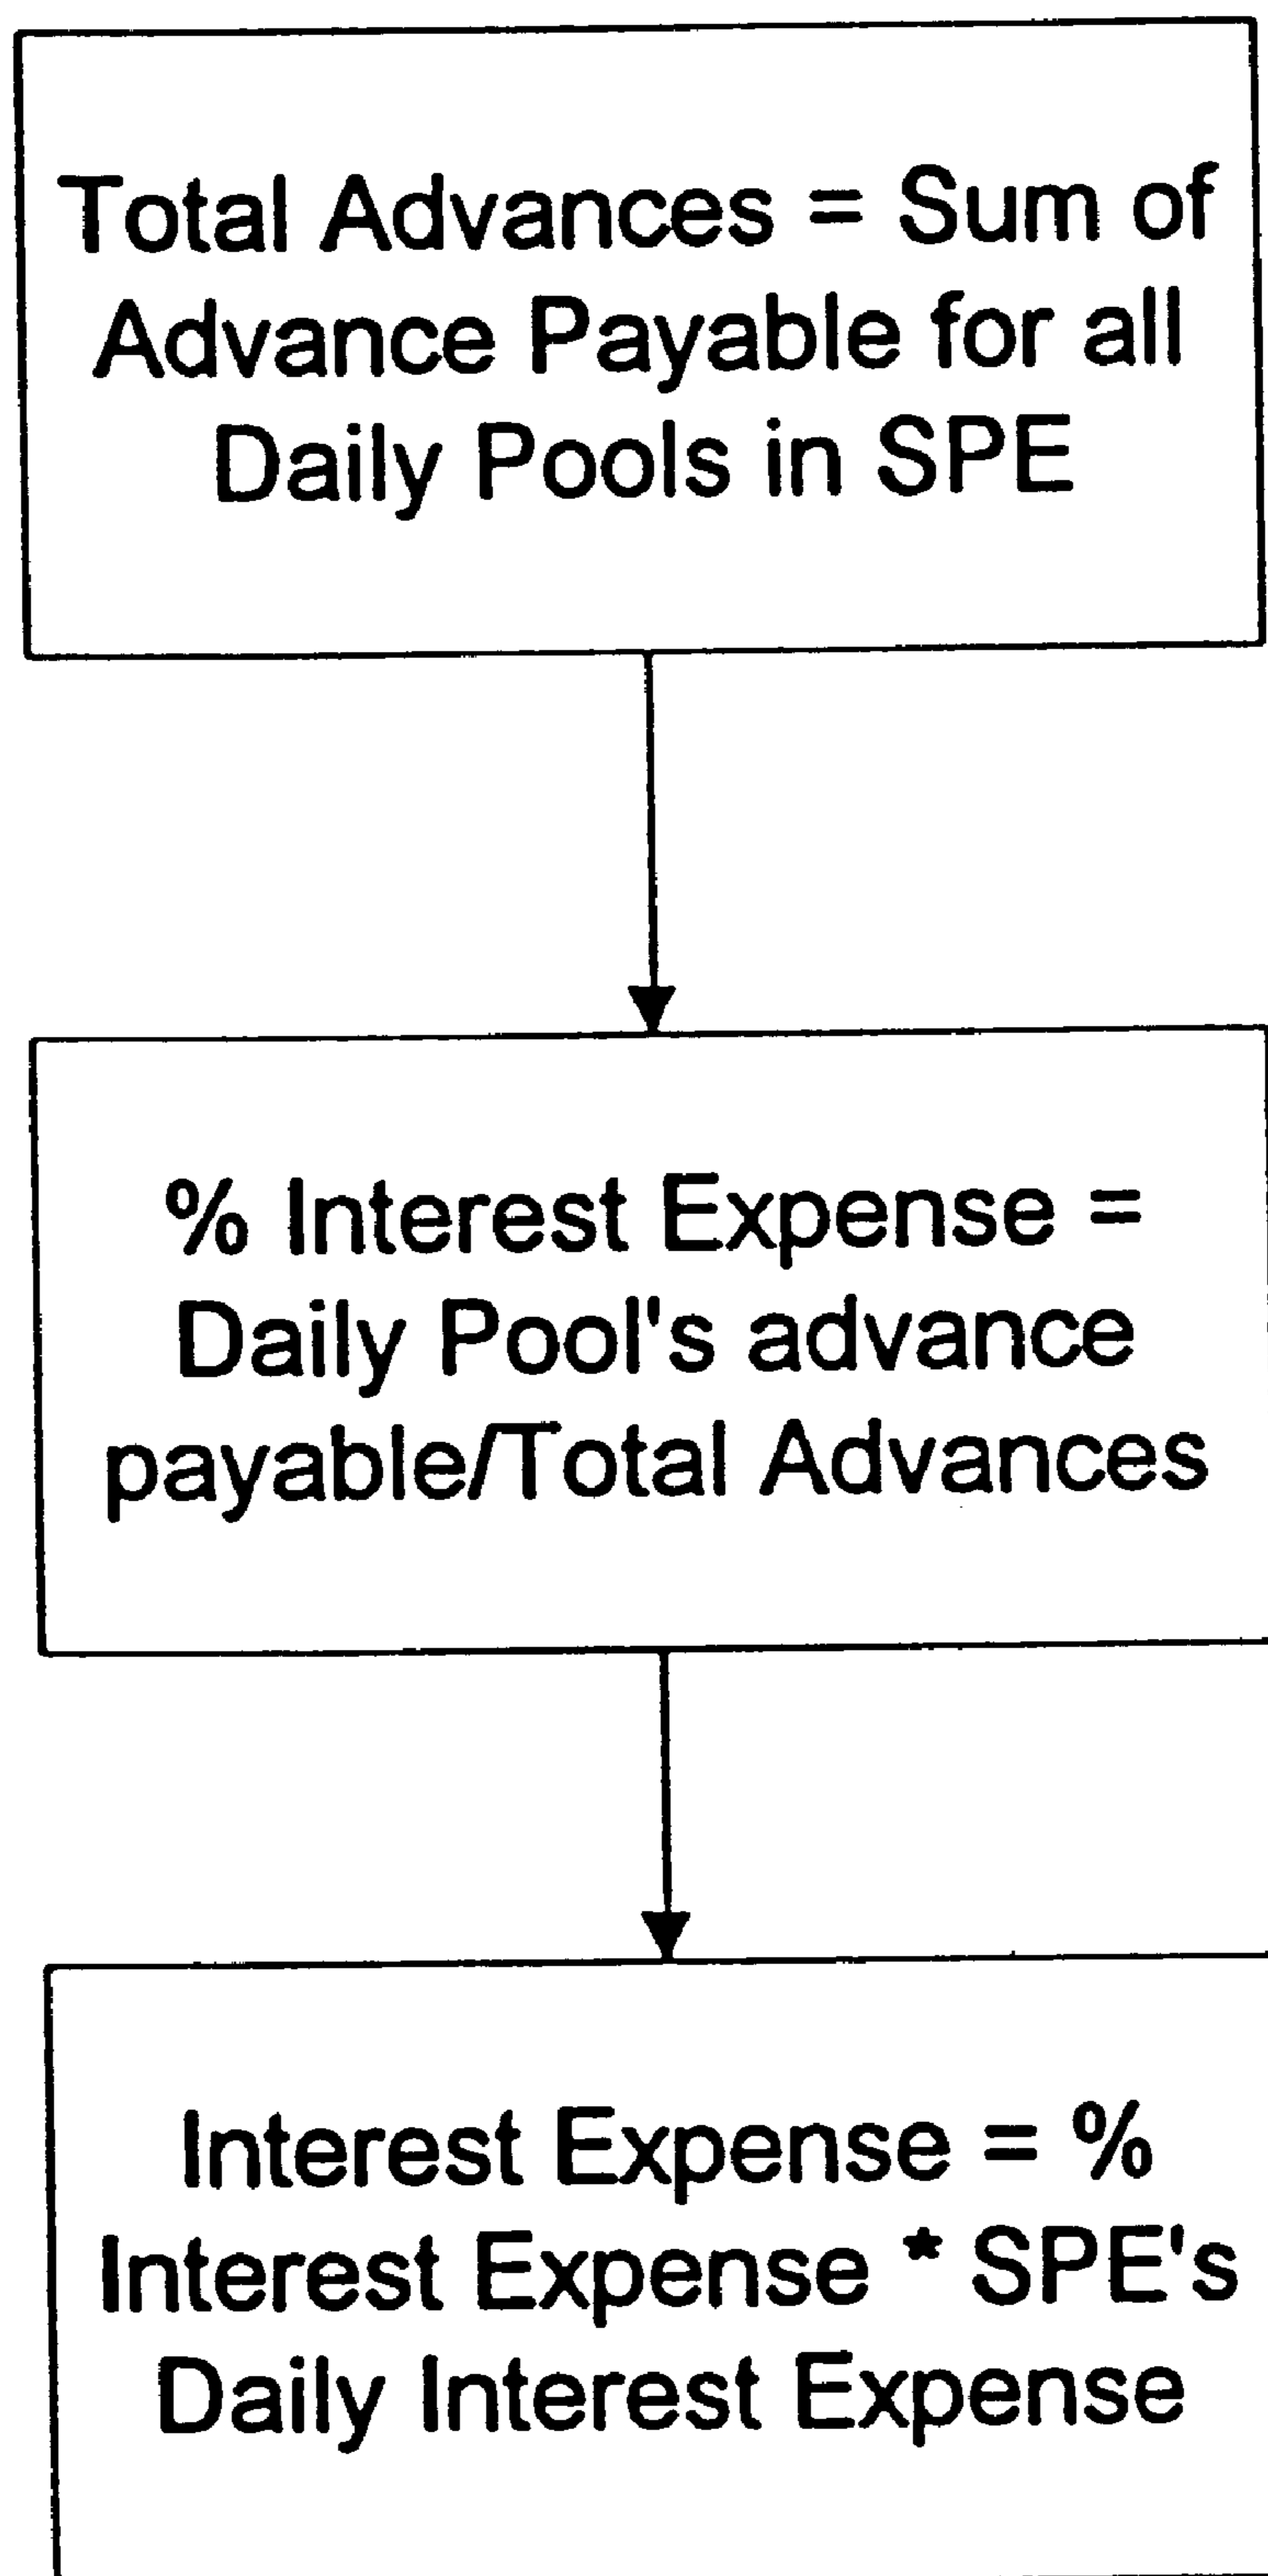 Total Advances = Sum of
Advance Payable for all
Daily Pools in SPE
% Interest Expense =
Daily Pool's advance
payable/Total Advances
Interest Expense = %
Interest Expense * SPE's
Daily Interest Expense